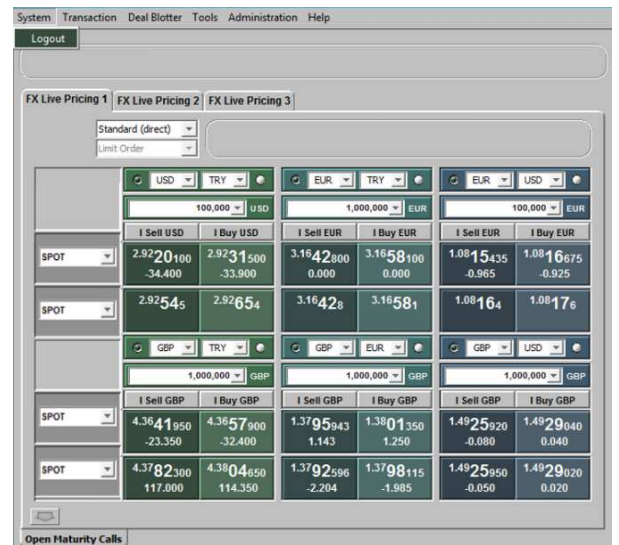 System Transaction Deal Blotter Tools Administration Help
Logout
FX Live Pricing 1 FX Live Pricing 2 FX Live Pricing 3
Standard (direct)
Limit Order
USD TRY EUR TRY EUR USD
100,000 USD 1,000,000 EUR 100,000 EUR
I Sell USD I Buy USD I Sell EUR I Buy EUR I Sell EUR I Buy EUR
SPOT 2.9220100 2.9231500 3.1642800 3.1658100 1.0815435 1.0816675
-34.400 -33.900 0.000 0.000 -0.965 -0.925
SPOT 2.92545 2.92654 3.16428 3.16581 1.08164 1.08176
GBP TRY GBP EUR GBP USD
1,000,000 GBP 1,000,000 GBP 1,000,000 GBP
I Sell GBP I Buy GBP I Sell GBP I Buy GBP I Sell GBP I Buy GBP
SPOT 4.3641950 4.3657900 1.3795943 1.3801350 1.4925920 1.4929040
-23.350 -32.400 1.143 1.250 -0.080 0.040
SPOT 4.3782300 4.3804650 1.3792596 1.3798115 1.4925950 1.4929020
117.000 114.350 -2.204 -1.985 -0.050 0.020
Open Maturity Calls